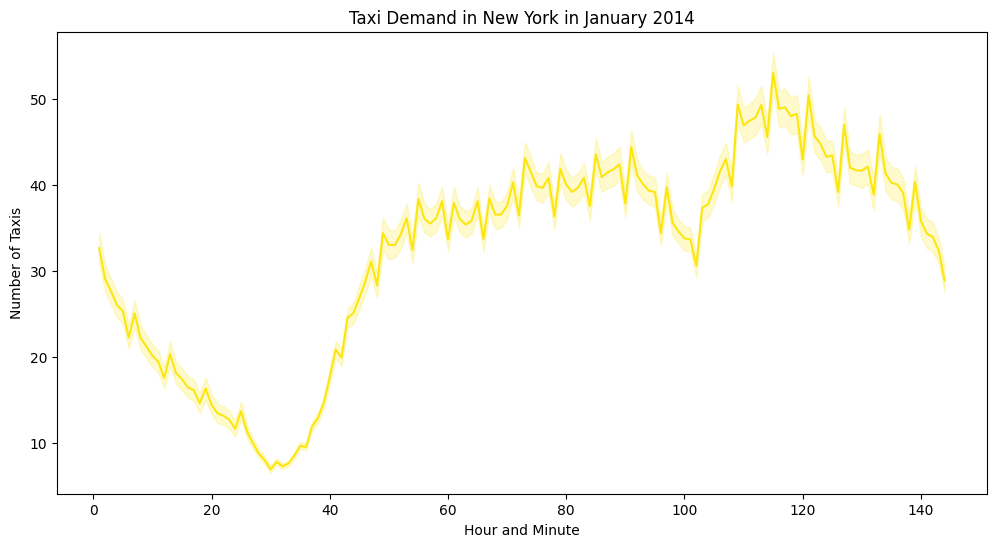 Taxi Demand in New York in January 2014
50
40
30
20
10
Number of Taxis
0 20 40 60 80 100 120 140
Hour and Minute